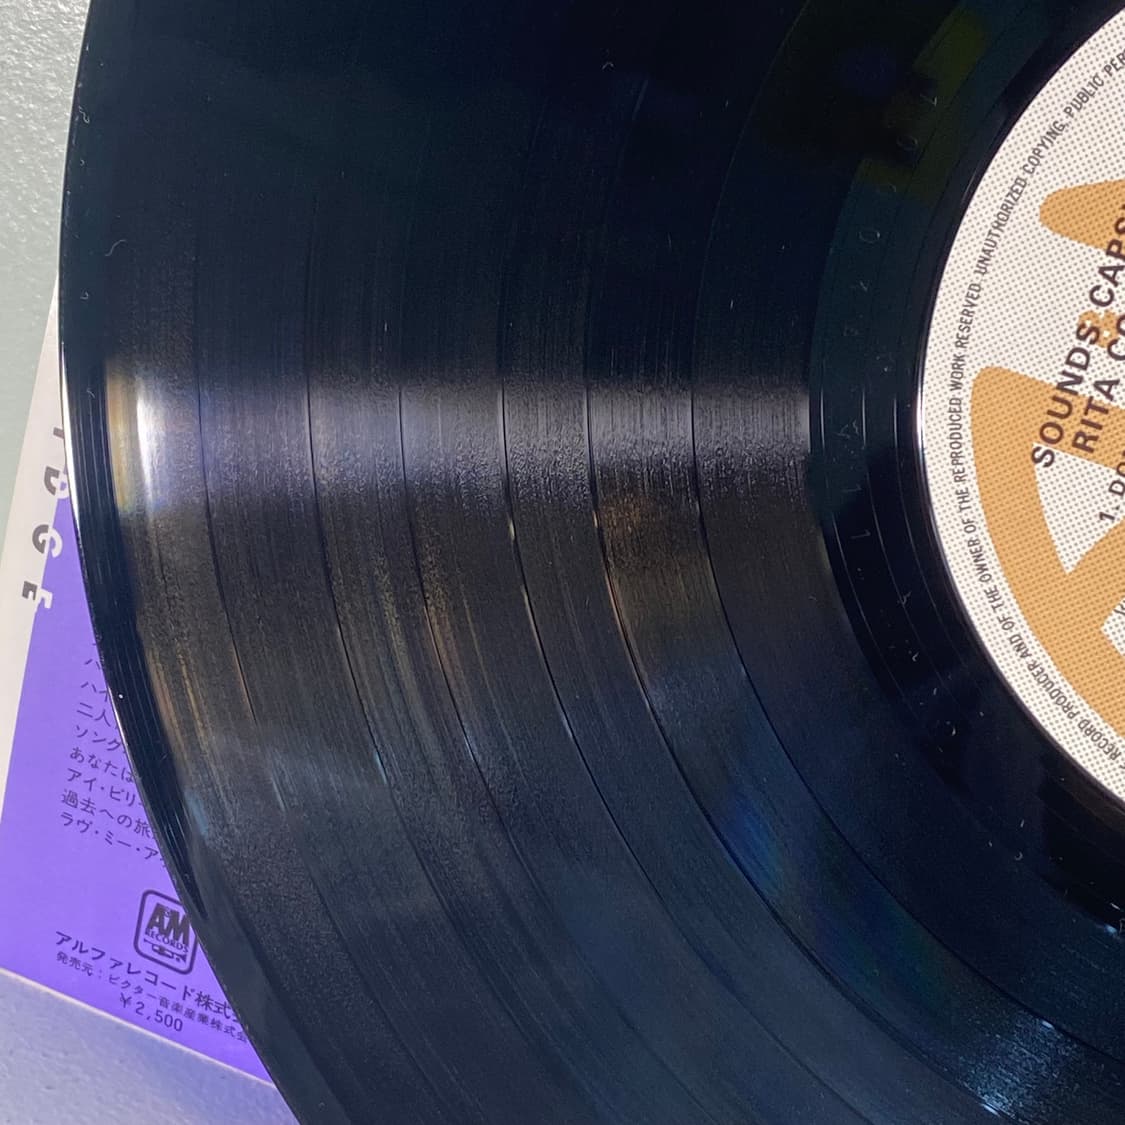 RECORD PRODUCER AND OF THE OWNER OF THE REPRODUCED WORK RESERVED. UNAUTHORIZED COPYING, PUBLIC
SOUNDS CAPS
RITA CO
1. DO
D G E
ハイ
二人
ソング
あなたは
アイ・ビリ
過去への旅
ラヴ・ミー・ア
A&M
RECORDS
アルファレコード株式
発売元：ビクター音楽産業株式会
¥2,500